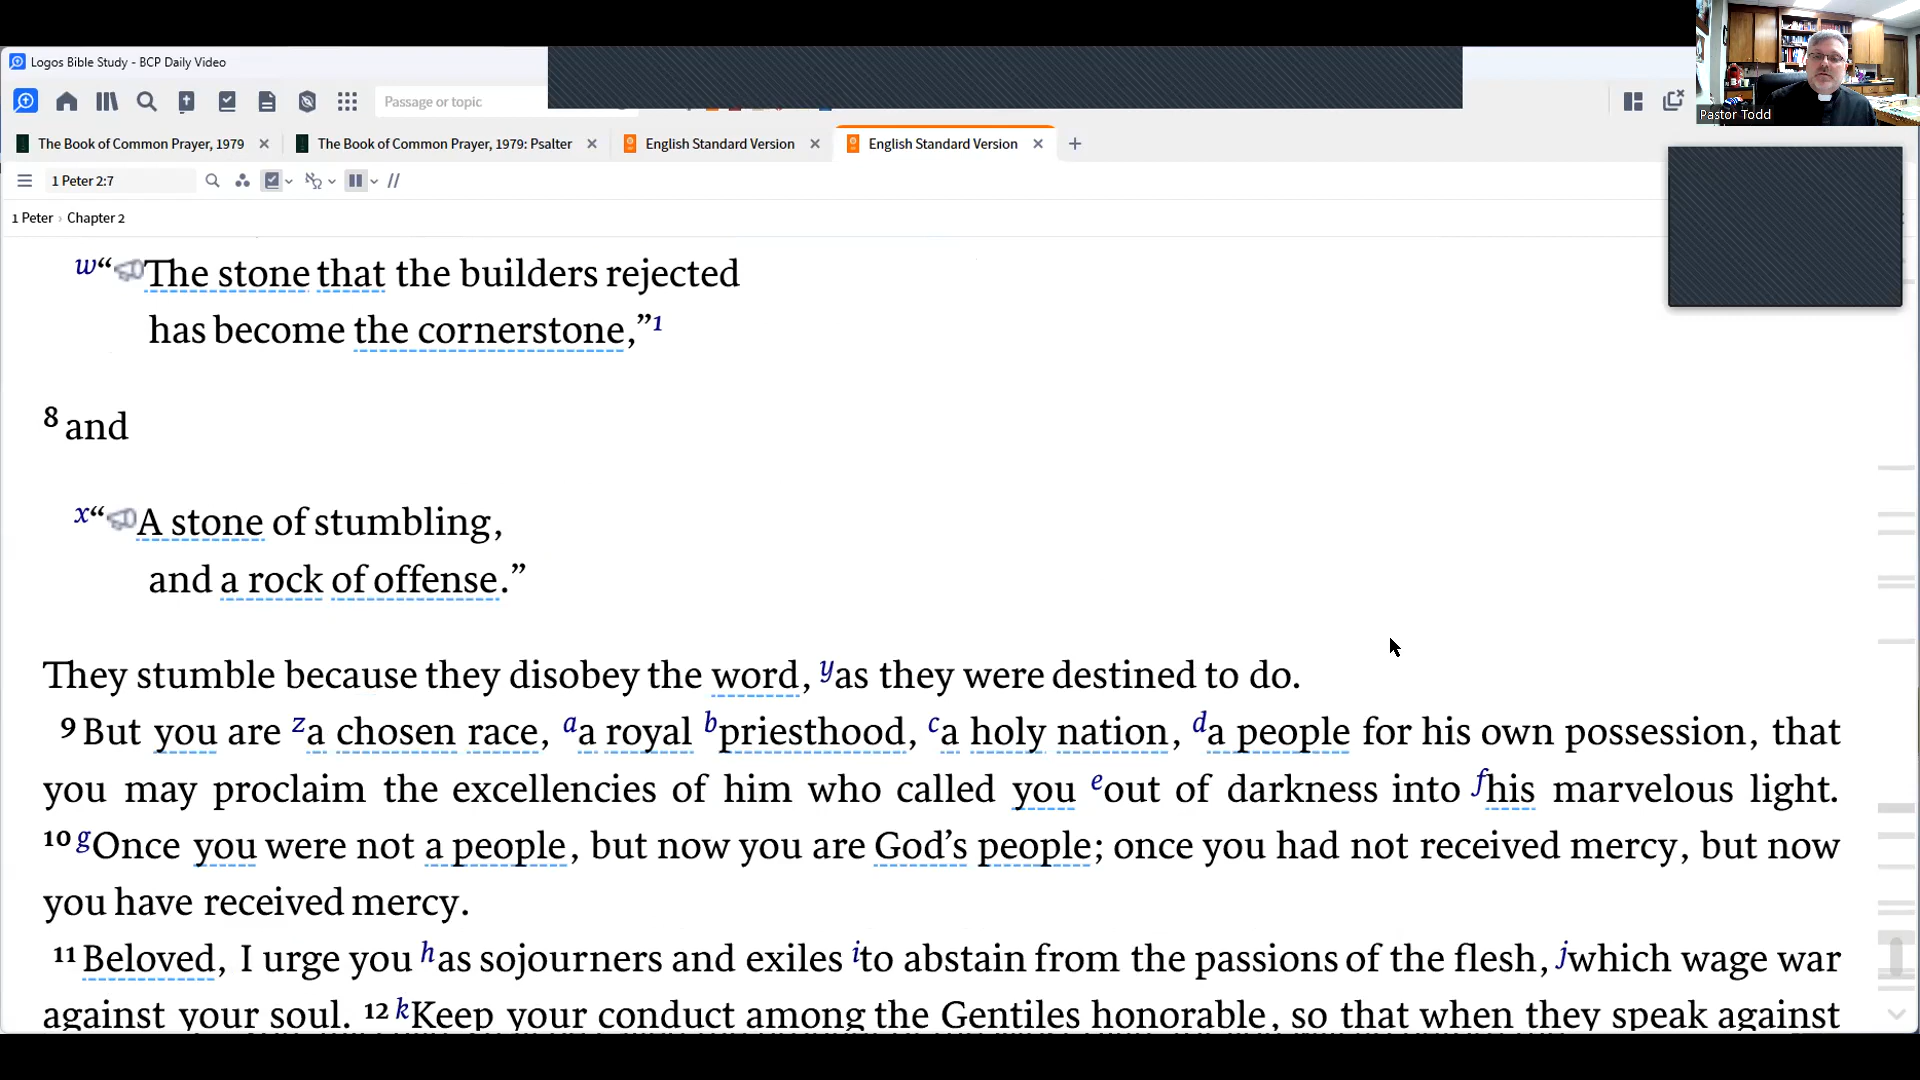 Logos Bible Study - BCP Daily Video
Passage or topic
Pastor Todd
The Book of Common Prayer, 1979
The Book of Common Prayer, 1979: Psalter
English Standard Version
English Standard Version
1 Peter 2:7
1 Peter › Chapter 2
w“The stone that the builders rejected
has become the cornerstone,”1
8 and
x“A stone of stumbling,
and a rock of offense.”
They stumble because they disobey the word, yas they were destined to do.
9 But you are za chosen race, aa royal bpriesthood, ca holy nation, da people for his own possession, that
you may proclaim the excellencies of him who called you eout of darkness into fhis marvelous light.
10 gOnce you were not a people, but now you are God’s people; once you had not received mercy, but now
you have received mercy.
11 Beloved, I urge you has sojourners and exiles ito abstain from the passions of the flesh, jwhich wage war
against your soul. 12 kKeep your conduct among the Gentiles honorable, so that when they speak against